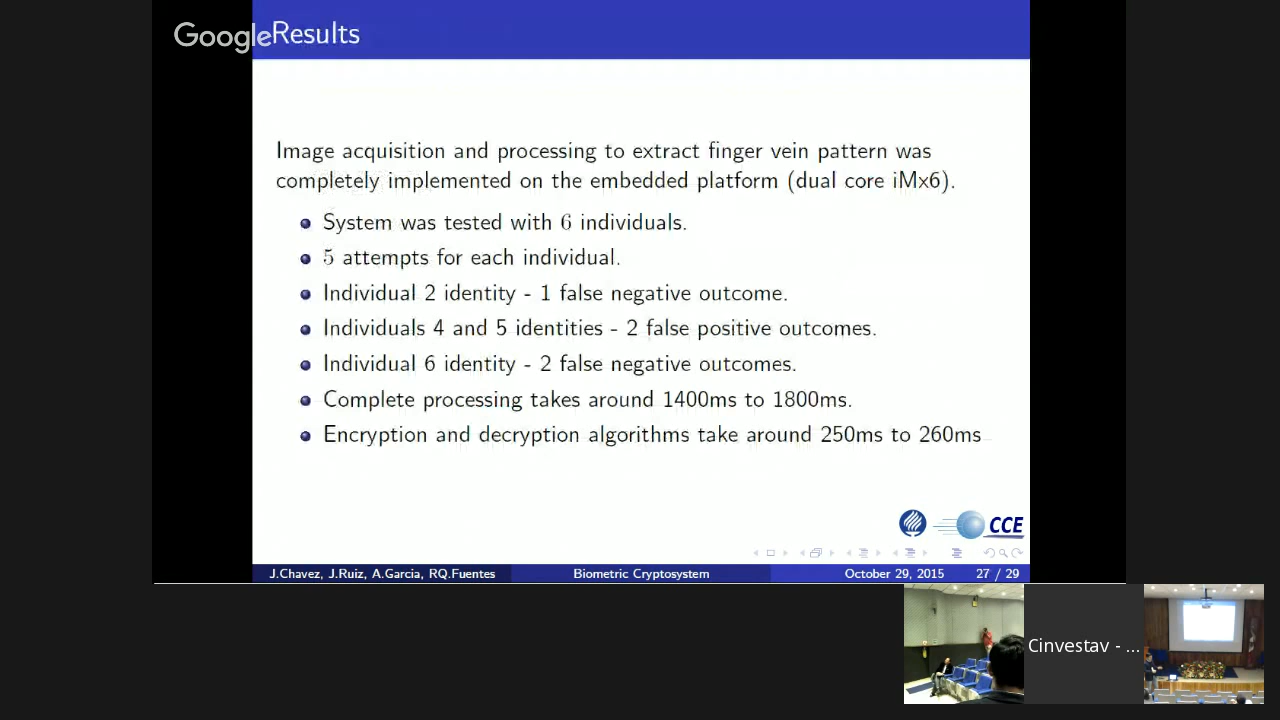 Google
Results
Image acquisition and processing to extract finger vein pattern was
completely implemented on the embedded platform (dual core iMx6).
System was tested with 6 individuals.
5 attempts for each individual.
Individual 2 identity - 1 false negative outcome.
Individuals 4 and 5 identities - 2 false positive outcomes.
Individual 6 identity - 2 false negative outcomes.
Complete processing takes around 1400ms to 1800ms.
Encryption and decryption algorithms take around 250ms to 260ms
CCE
J.Chavez, J.Ruiz, A.Garcia, RQ.Fuentes Biometric Cryptosystem October 29, 2015 27 / 29
Cinvestav - ...